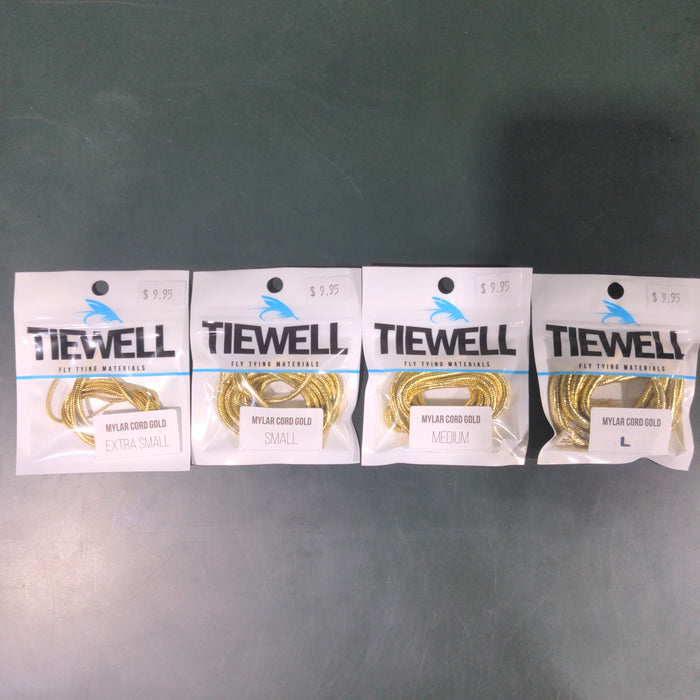 $ 9.95
TIEWELL
FLY TYING MATERIALS
MYLAR CORD GOLD
EXTRA SMALL
$ 9.95
TIEWELL
FLY TYING MATERIALS
MYLAR CORD GOLD
SMALL
$ 9.95
TIEWELL
FLY TYING MATERIALS
MYLAR CORD GOLD
MEDIUM
$ 9.95
TIEWELL
FLY TYING MATERIALS
MYLAR CORD GOLD
L